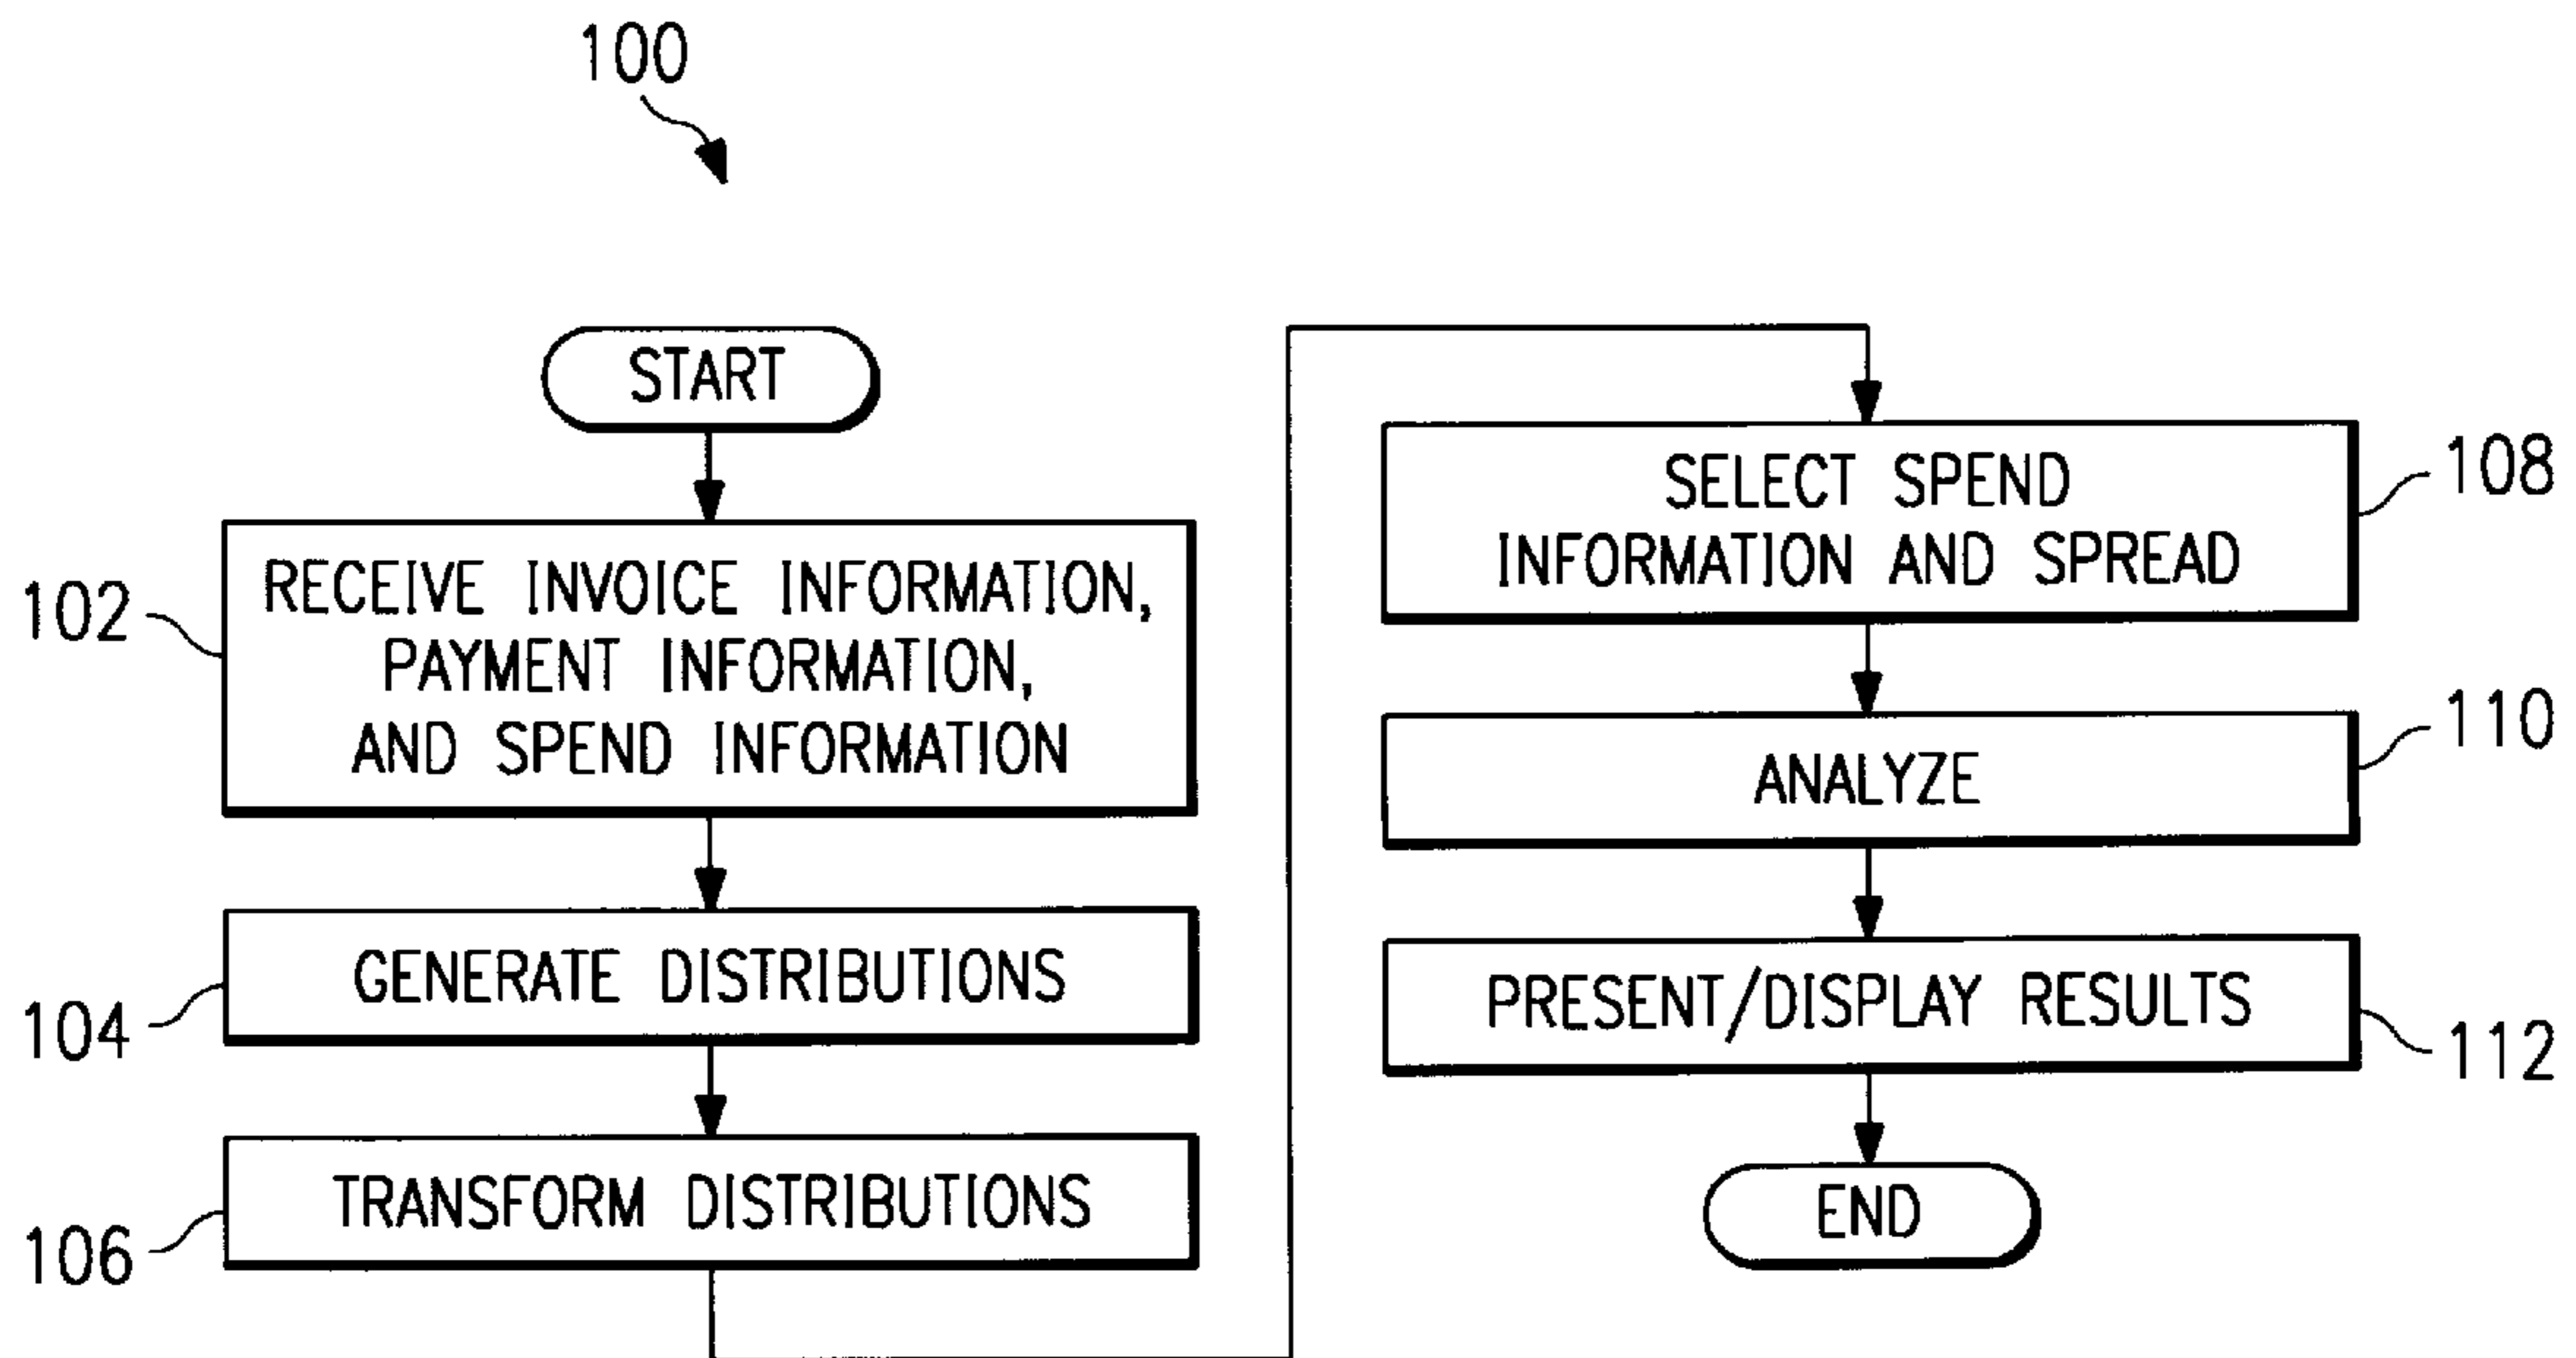 100
START
102
RECEIVE INVOICE INFORMATION,
PAYMENT INFORMATION,
AND SPEND INFORMATION
104
GENERATE DISTRIBUTIONS
106
TRANSFORM DISTRIBUTIONS
SELECT SPEND
INFORMATION AND SPREAD
108
ANALYZE
110
PRESENT/DISPLAY RESULTS
112
END